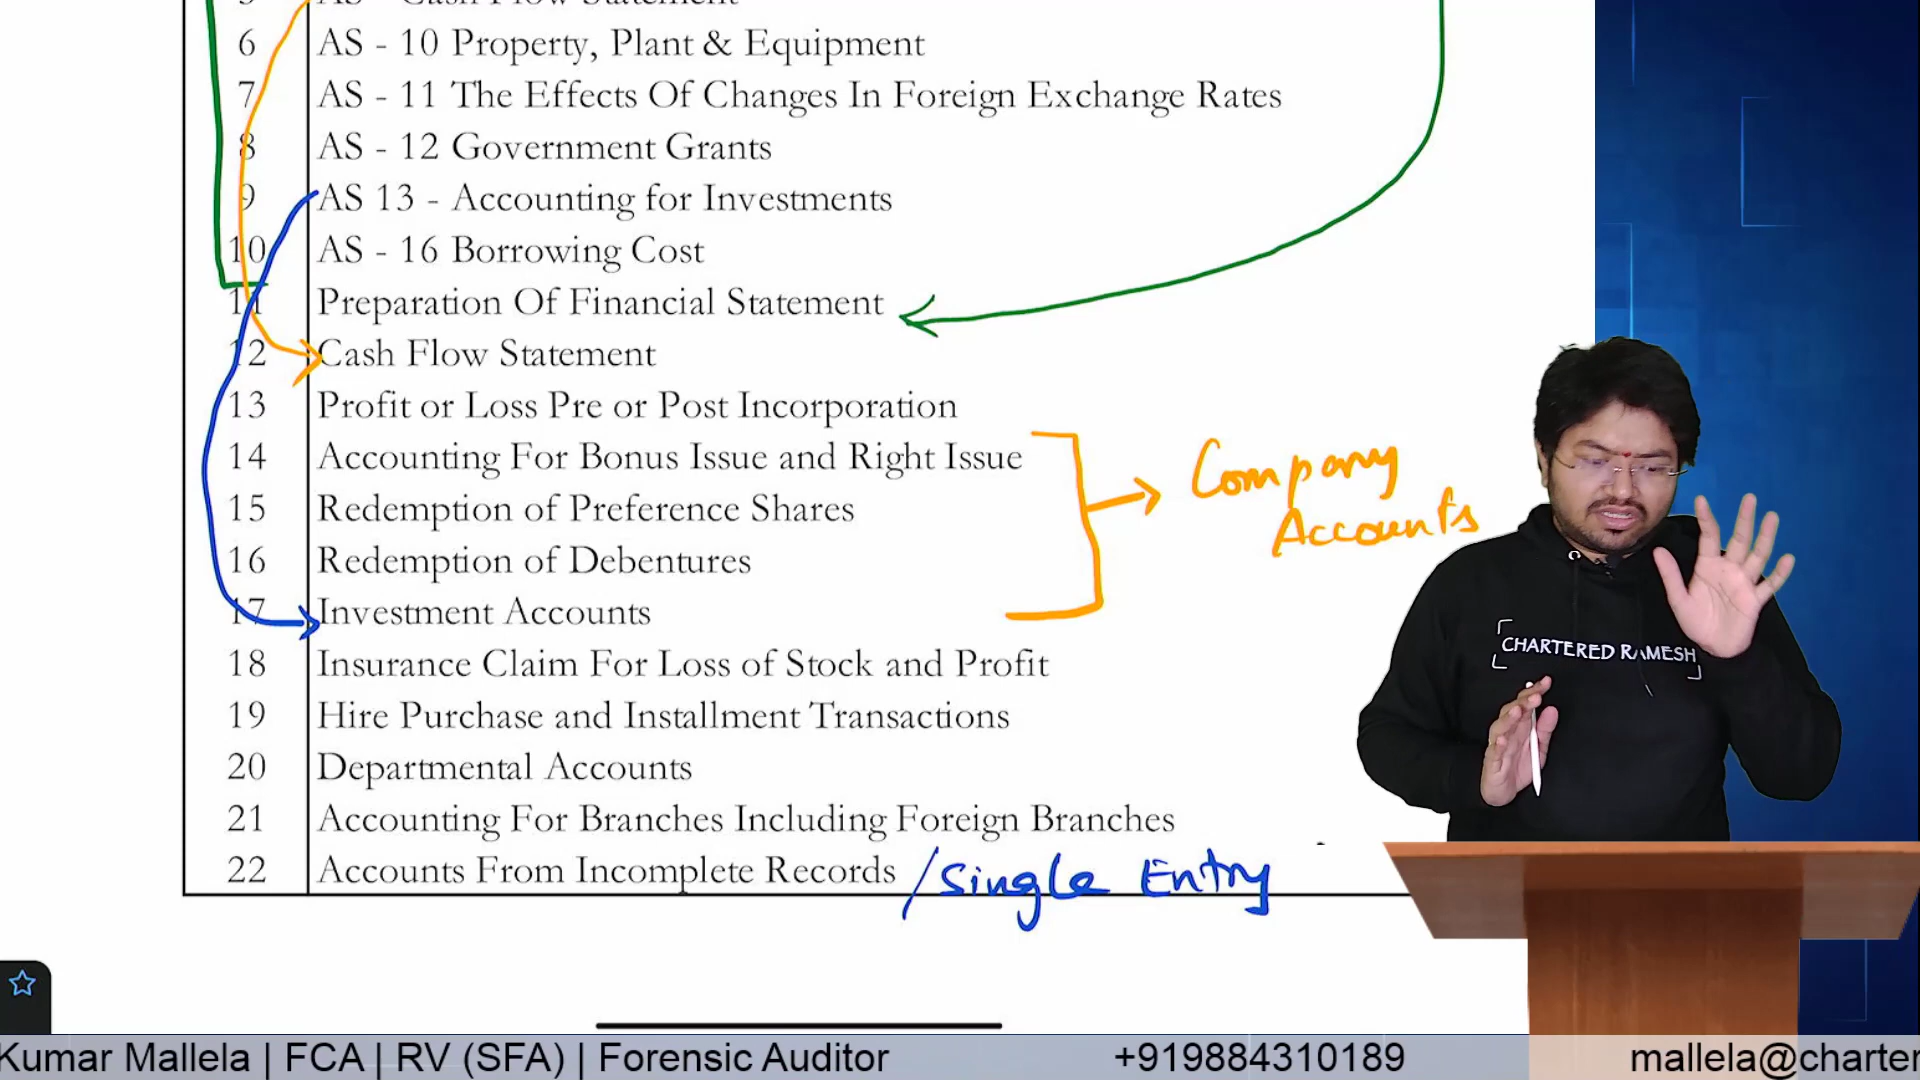 5 AS - Cash Flow Statement
6 AS - 10 Property, Plant & Equipment
7 AS - 11 The Effects Of Changes In Foreign Exchange Rates
8 AS - 12 Government Grants
9 AS 13 - Accounting for Investments
10 AS - 16 Borrowing Cost
11 Preparation Of Financial Statement
12 Cash Flow Statement
13 Profit or Loss Pre or Post Incorporation
14 Accounting For Bonus Issue and Right Issue
15 Redemption of Preference Shares
16 Redemption of Debentures
17 Investment Accounts
Company
Accounts
18 Insurance Claim For Loss of Stock and Profit
19 Hire Purchase and Installment Transactions
20 Departmental Accounts
21 Accounting For Branches Including Foreign Branches
22 Accounts From Incomplete Records / Single Entry
CHARTERED RAMESH
Kumar Mallela | FCA | RV (SFA) | Forensic Auditor +919884310189 mallela@charter